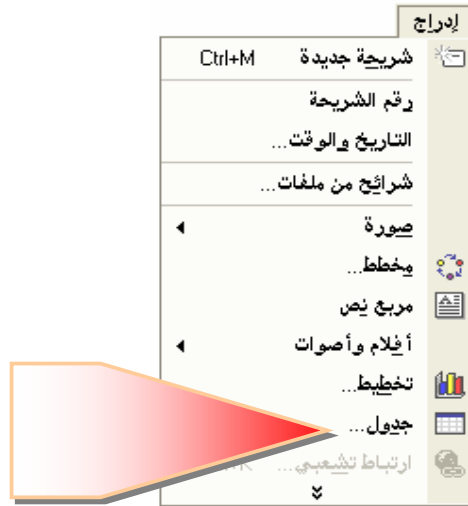 إدراج
شريحة جديدة Ctrl+M
رقم الشريحة
التاريخ والوقت...
شرائح من ملفات...
صورة
مخطط...
مربع نص
أفلام وأصوات
تخطيط...
جدول...
ارتباط تشعبي...